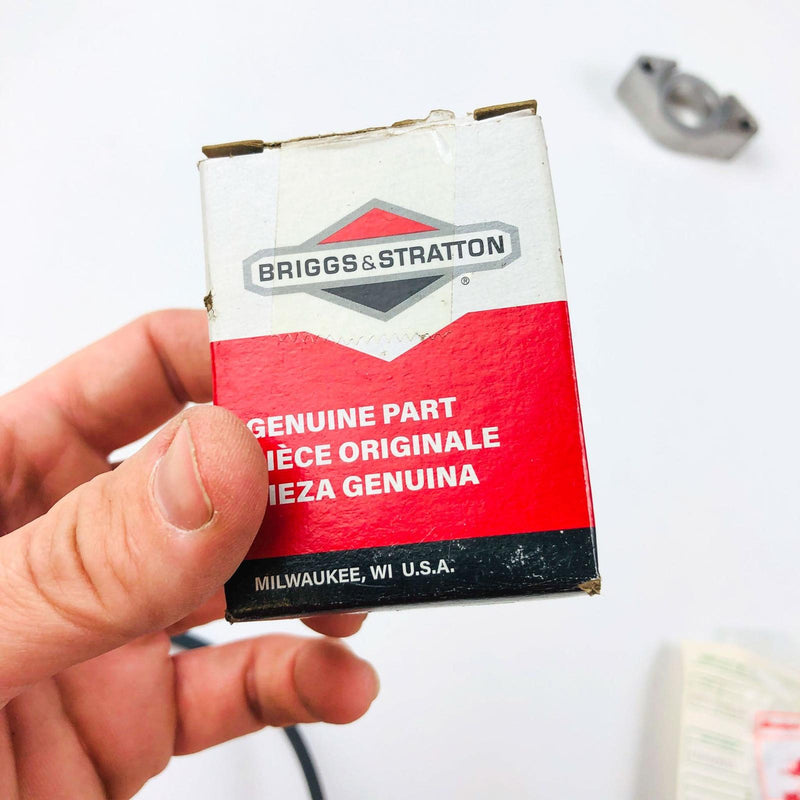 BRIGGS & STRATTON
®
GENUINE PART
IÈCE ORIGINALE
IEZA GENUINA
MILWAUKEE, WI U.S.A.